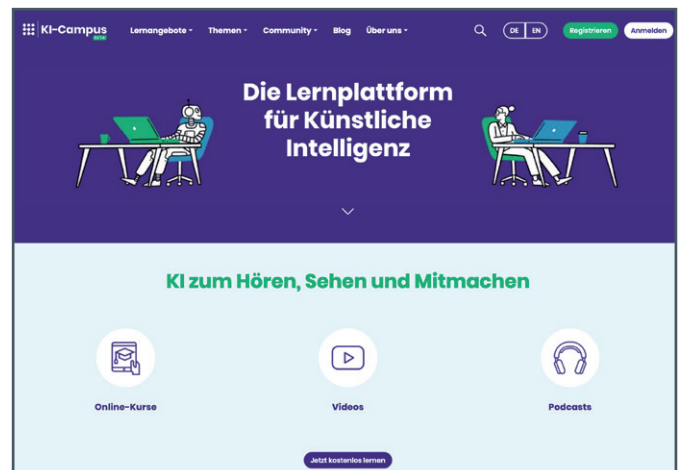 KI-Campus
BETA
Lernangebote
Themen
Community
Blog
Über uns
DE
EN
Registrieren
Anmelden
Die Lernplattform
für Künstliche
Intelligenz
KI zum Hören, Sehen und Mitmachen
Online-Kurse
Videos
Podcasts
Jetzt kostenlos lernen